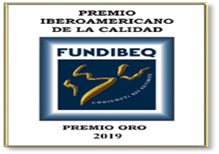 PREMIO
IBEROAMERICANO
DE LA CALIDAD
FUNDIBEQ
PREMIO ORO
2019